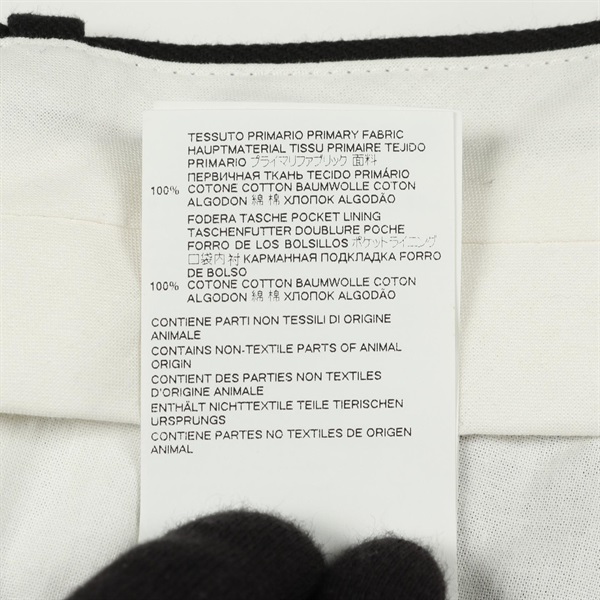 TESSUTO PRIMARIO PRIMARY FABRIC
HAUPTMATERIAL TISSU PRIMAIRE TEJIDO
PRIMARIO プライマリファブリック 面料
ПЕРВИЧНАЯ ТКАНЬ TECIDO PRIMÁRIO
100% COTONE COTTON BAUMWOLLE COTON
ALGODON 綿 棉 ХЛОПОК ALGODÃO
FODERA TASCHE POCKET LINING
TASCHENFUTTER DOUBLURE POCHE
FORRO DE LOS BOLSILLOS ポケットライニング
口袋内衬 КАРМАННАЯ ПОДКЛАДКА FORRO
DE BOLSO
100% COTONE COTTON BAUMWOLLE COTON
ALGODON 綿 棉 ХЛОПОК ALGODÃO
CONTIENE PARTI NON TESSILI DI ORIGINE
ANIMALE
CONTAINS NON-TEXTILE PARTS OF ANIMAL
ORIGIN
CONTIENT DES PARTIES NON TEXTILES
D'ORIGINE ANIMALE
ENTHÄLT NICHTTEXTILE TEILE TIERISCHEN
URSPRUNGS
CONTIENE PARTES NO TEXTILES DE ORIGEN
ANIMAL